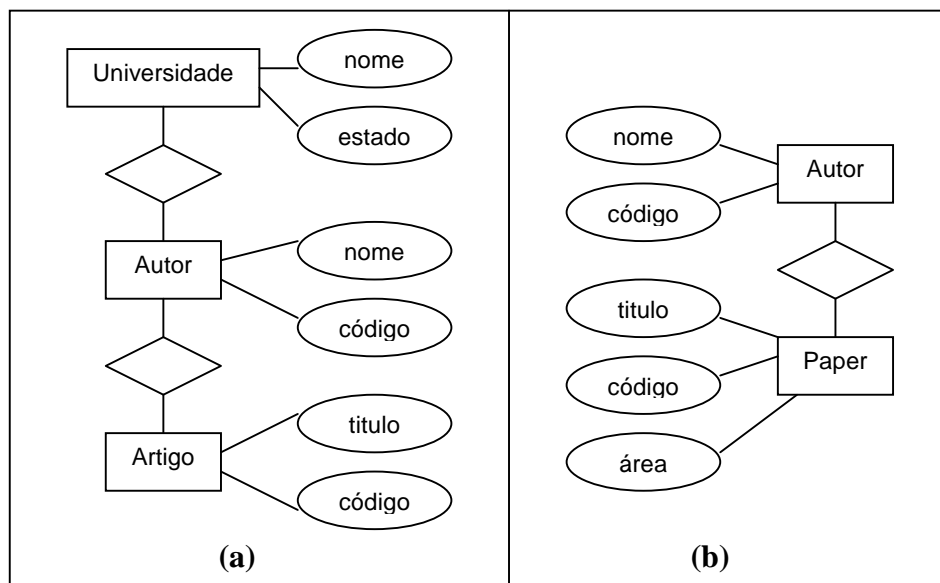 Universidade
nome
estado
Autor
nome
código
Artigo
titulo
código
(a)
nome
código
Autor
titulo
código
área
Paper
(b)